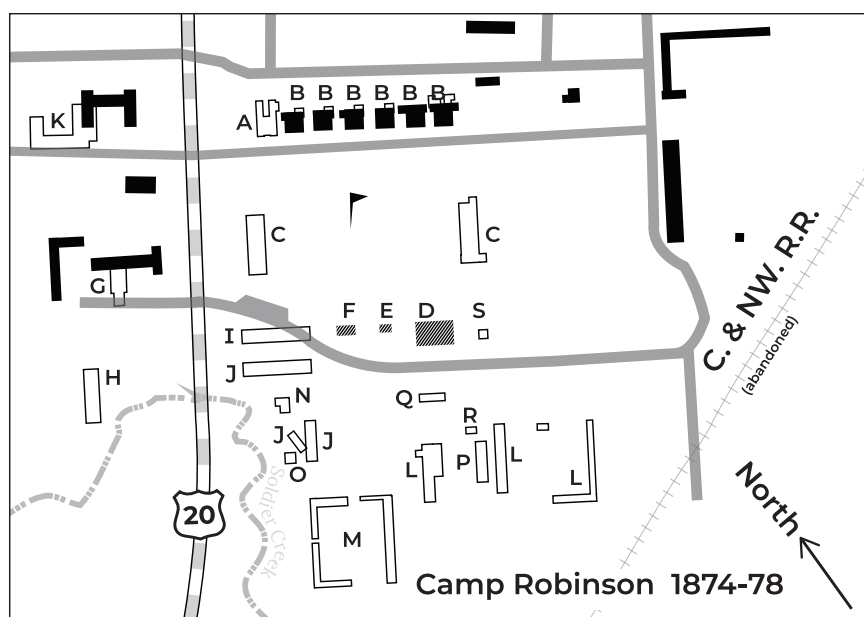 B B B B B B
K
A
C
C
G
F E D S
I
J
H
N
Q
R
J J
L P L L
O
M
20
Soldier Creek
C. & NW. R.R.
(abandoned)
North
Camp Robinson 1874-78